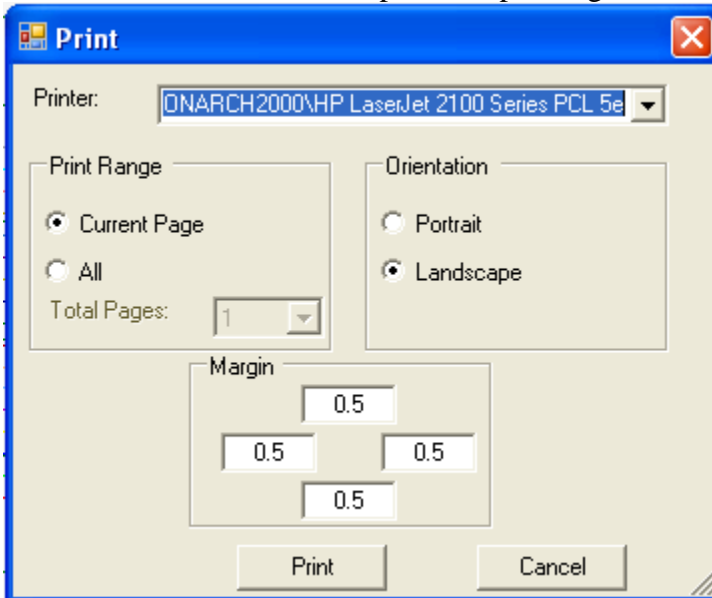 Print
Printer: ONARCH2000\HP LaserJet 2100 Series PCL 5e
Print Range
Current Page
All
Total Pages: 1
Orientation
Portrait
Landscape
Margin
0.5
0.5 0.5
0.5
Print Cancel